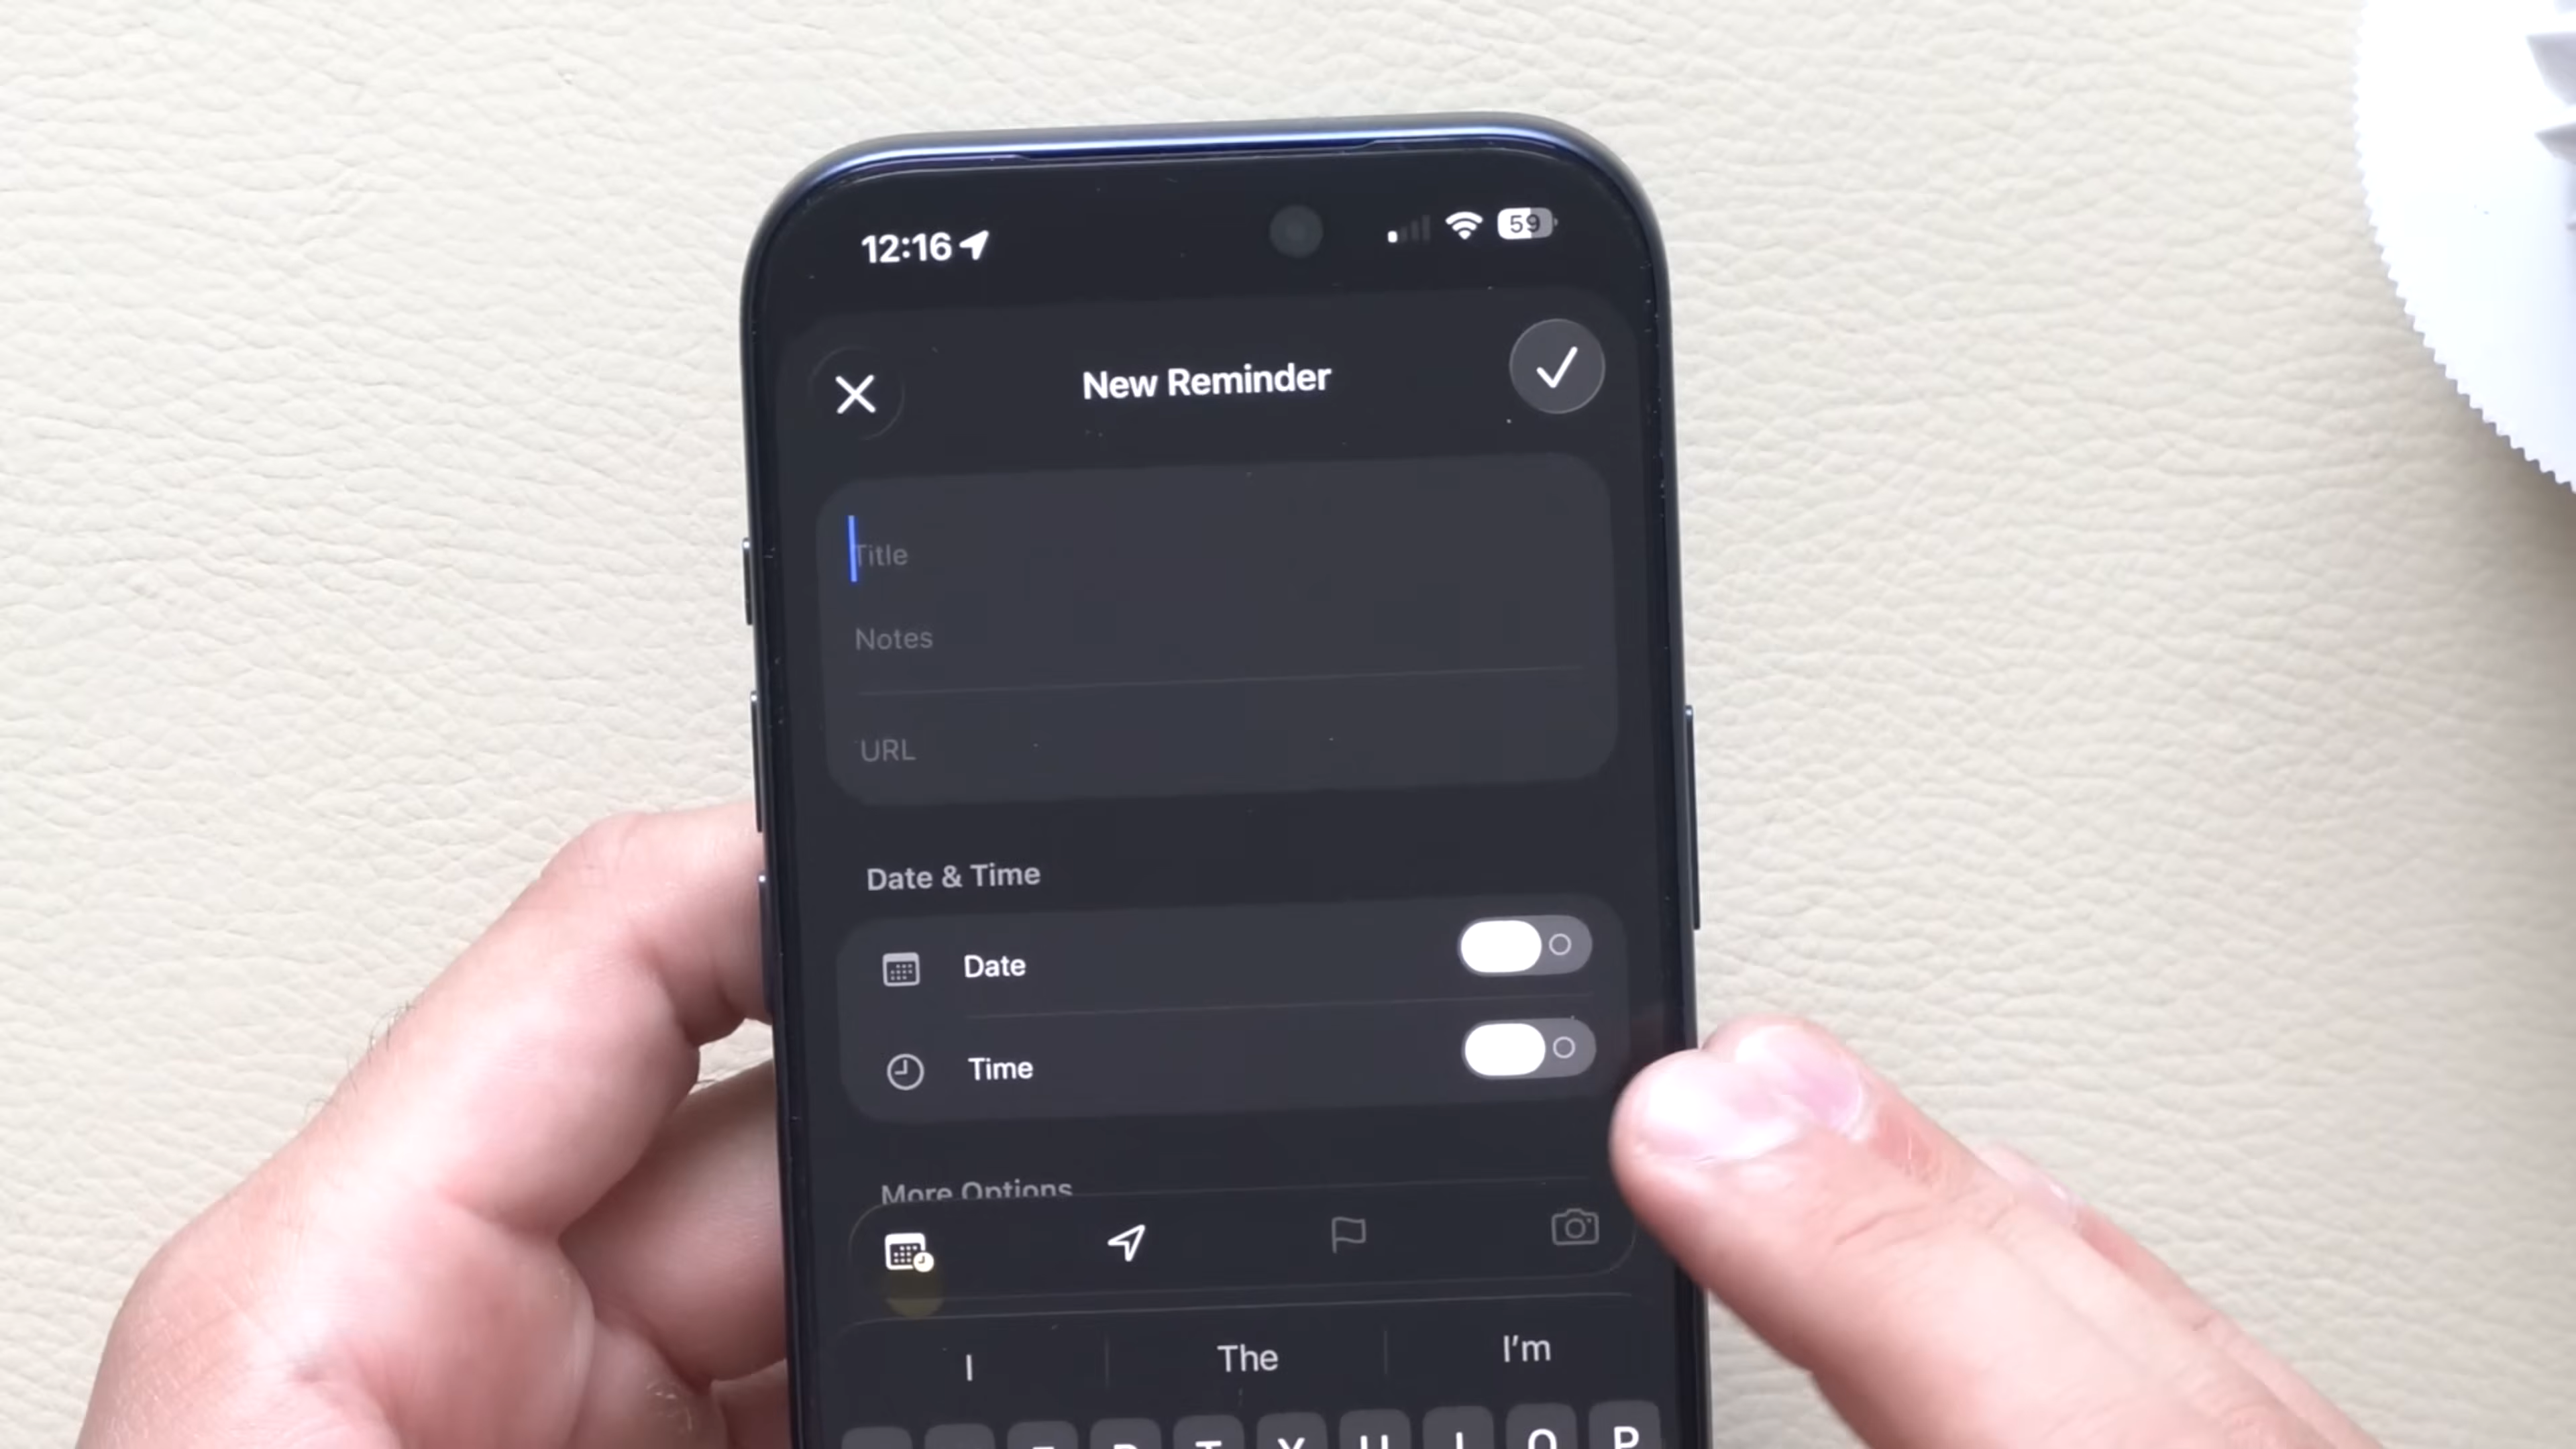 12:16 59
New Reminder
Title
Notes
URL
Date & Time
Date
Time
More Options
I The I'm
T Y U I O P